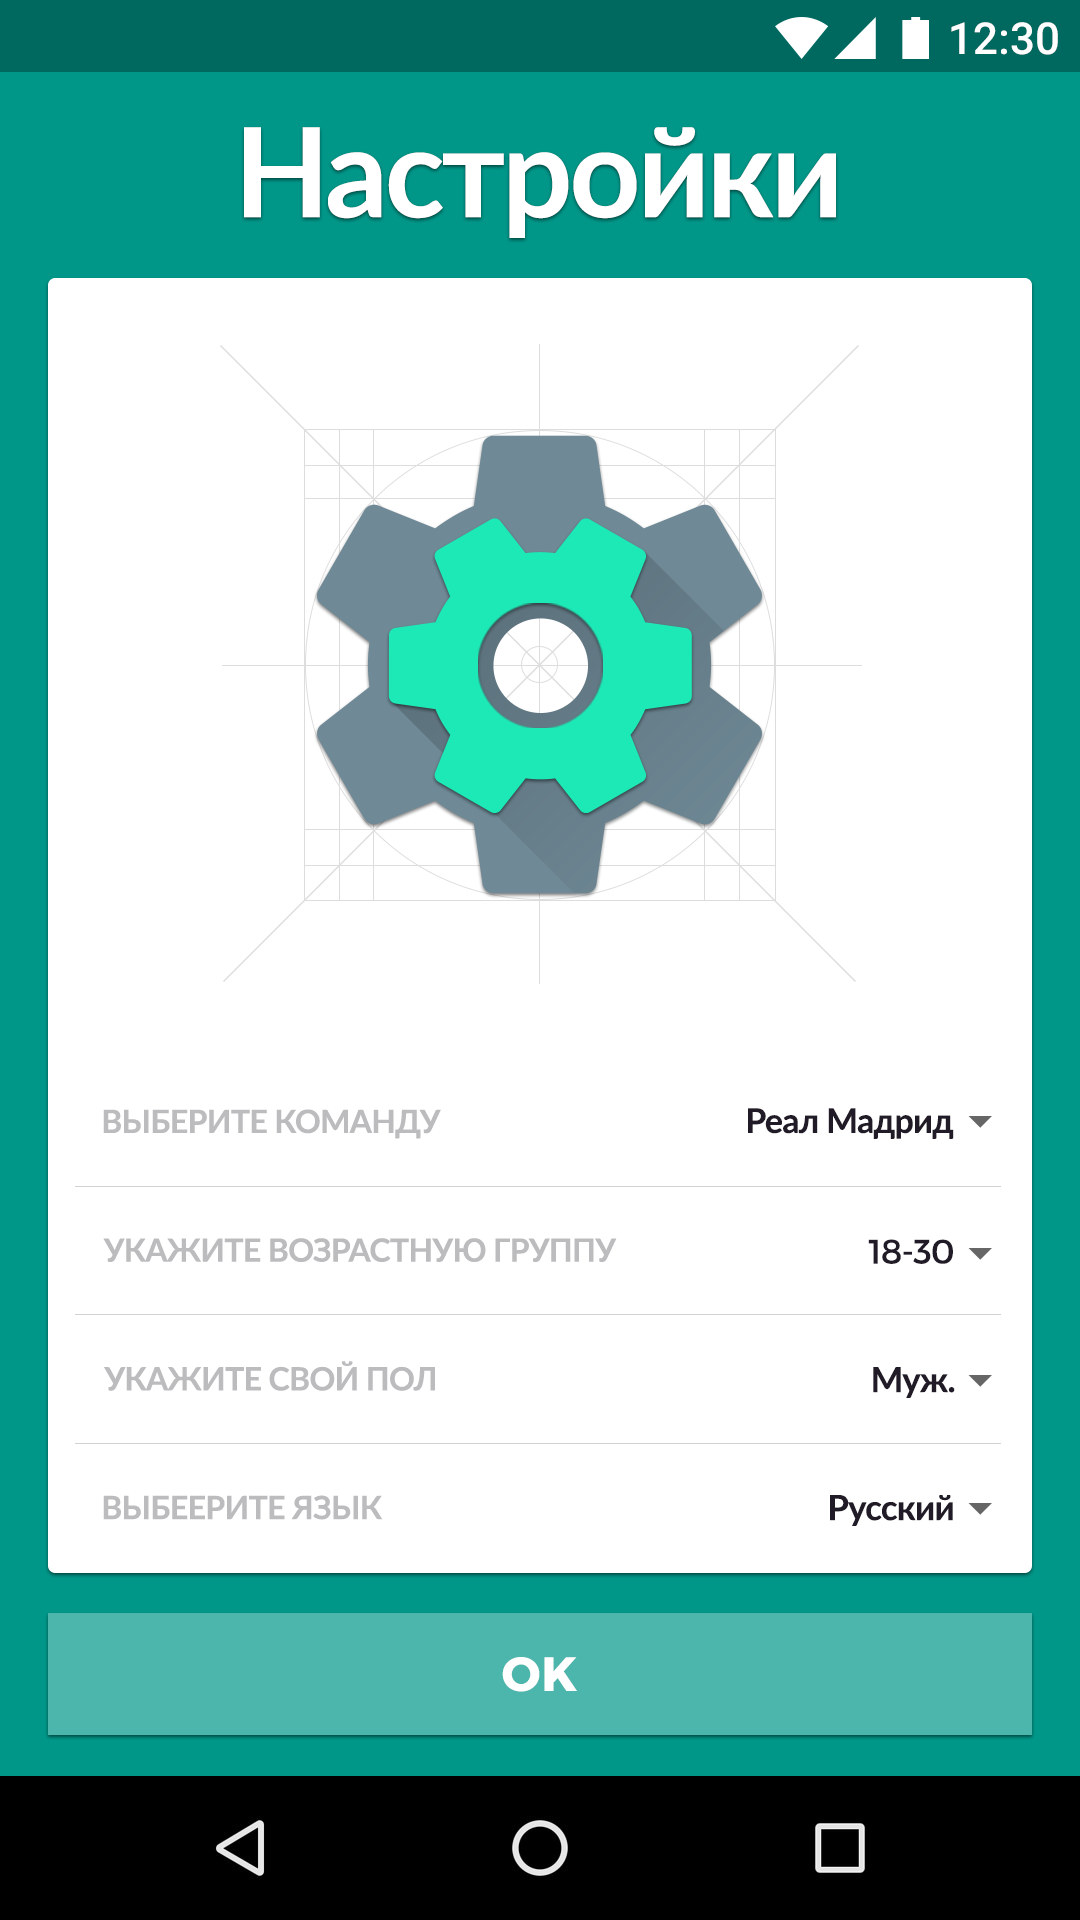 12:30
Настройки
ВЫБЕРИТЕ КОМАНДУ Реал Мадрид
УКАЖИТЕ ВОЗРАСТНУЮ ГРУППУ 18-30
УКАЖИТЕ СВОЙ ПОЛ Муж.
ВЫБЕЕРИТЕ ЯЗЫК Русский
OK